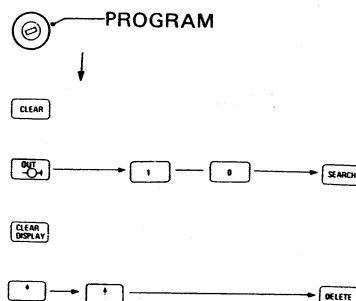 PROGRAM
CLEAR
OUT 1 0 SEARCH
CLEAR
DISPLAY
DELETE